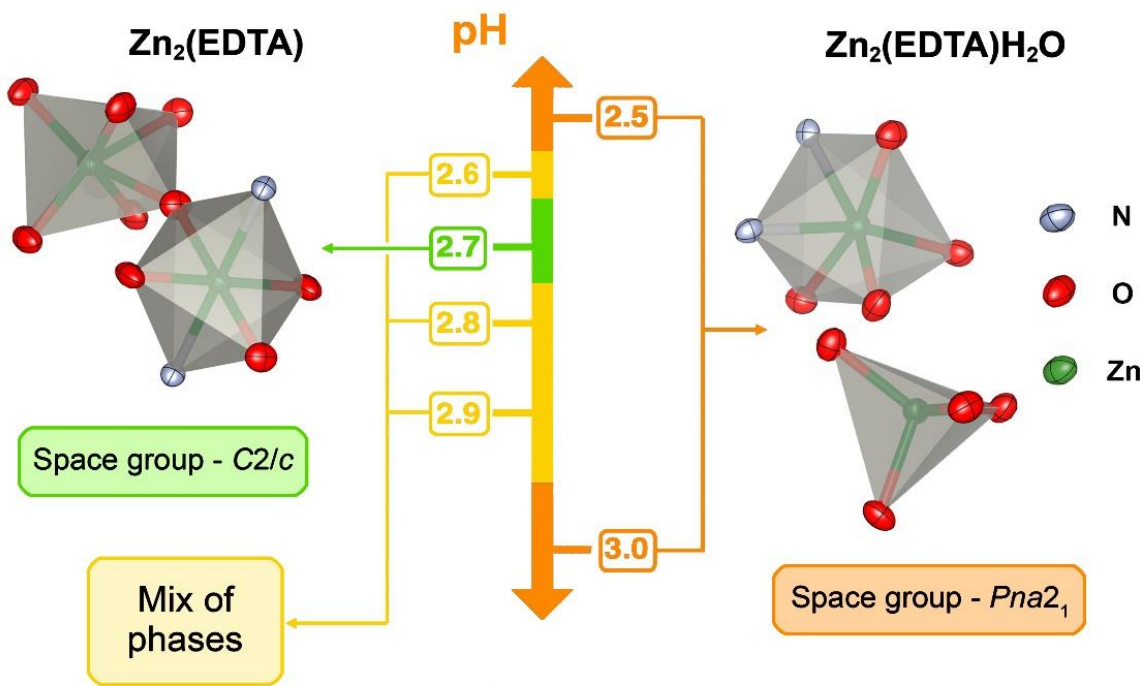 Zn₂(EDTA)
pH
Zn₂(EDTA)H₂O
2.5
2.6
2.7
2.8
2.9
3.0
N
O
Zn
Space group - C2/c
Mix of
phases
Space group - Pna2₁